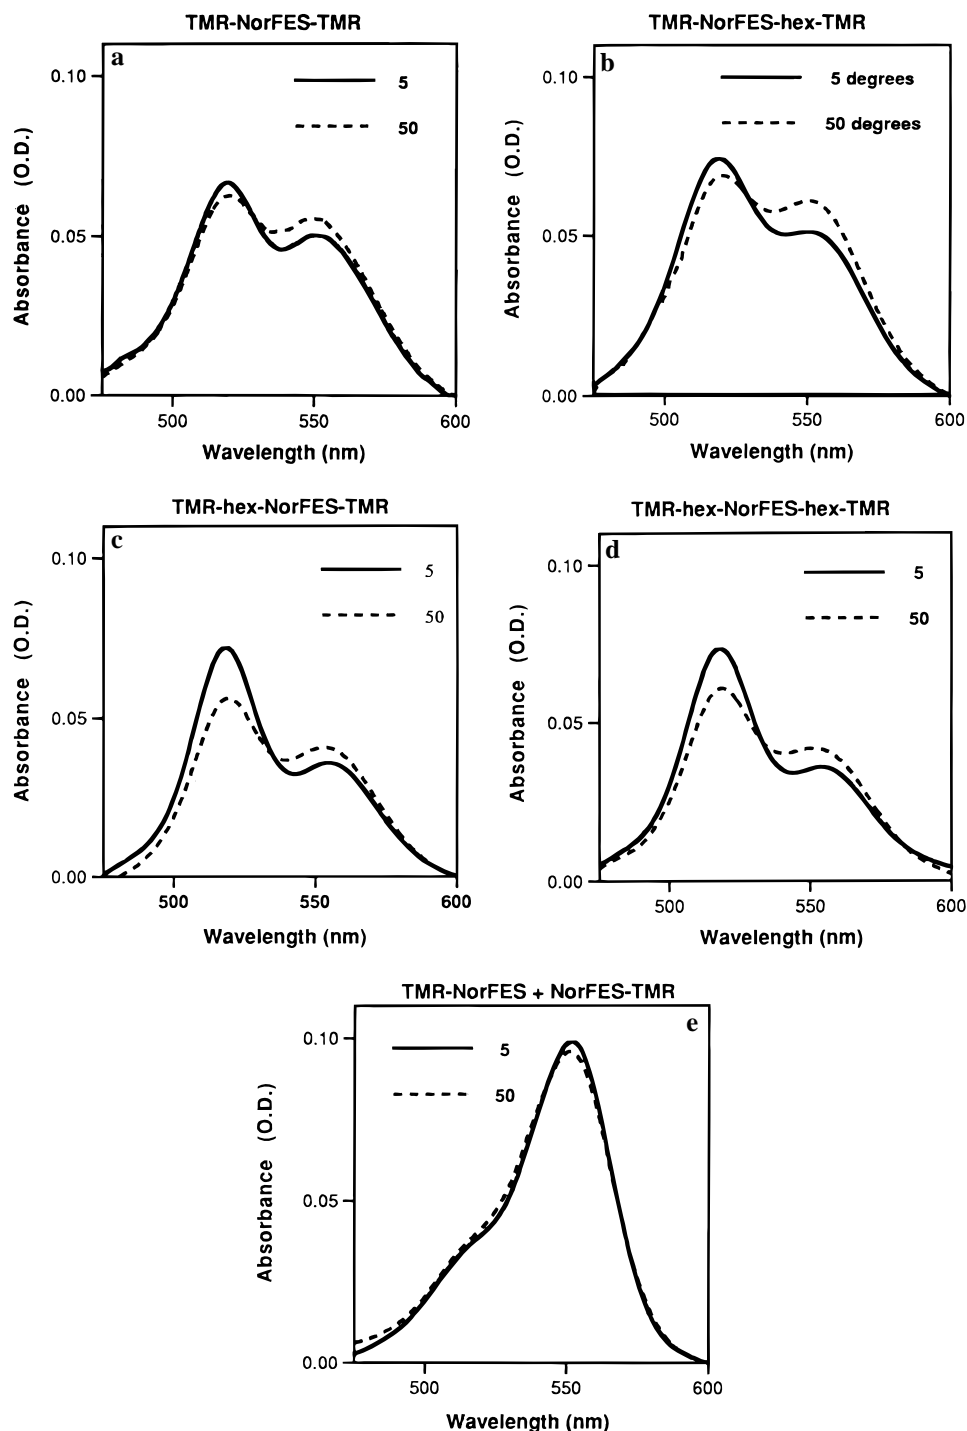 TMR-NorFES-TMR
a
5
50
0.10
0.05
0.00
500 550 600
Absorbance (O.D.)
Wavelength (nm)
TMR-NorFES-hex-TMR
b
5 degrees
50 degrees
0.10
0.05
0.00
500 550 600
Absorbance (O.D.)
Wavelength (nm)
TMR-hex-NorFES-TMR
c
5
50
0.10
0.05
0.00
500 550 600
Absorbance (O.D.)
Wavelength (nm)
TMR-hex-NorFES-hex-TMR
d
5
50
0.10
0.05
0.00
500 550 600
Absorbance (O.D.)
Wavelength (nm)
TMR-NorFES + NorFES-TMR
e
5
50
0.10
0.05
0.00
500 550 600
Absorbance (O.D.)
Wavelength (nm)